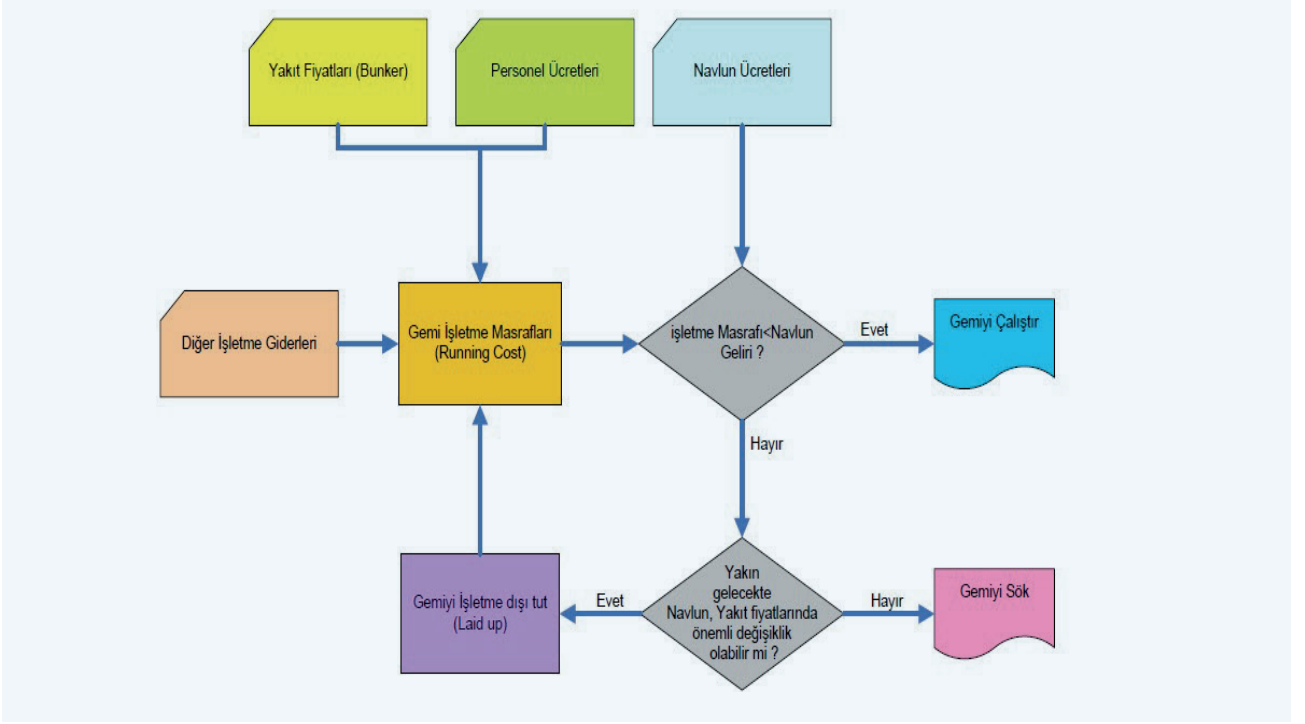 Yakıt Fiyatları (Bunker)
Personel Ücretleri
Navlun Ücretleri
Diğer İşletme Giderleri
Gemi İşletme Masrafları
(Running Cost)
işletme Masrafı<Navlun
Geliri ?
Evet
Gemiyi Çalıştır
Hayır
Gemiyi İşletme dışı tut
(Laid up)
Evet
Yakın
gelecekte
Navlun, Yakıt fiyatlarında
önemli değişiklik
olabilir mi ?
Hayır
Gemiyi Sök